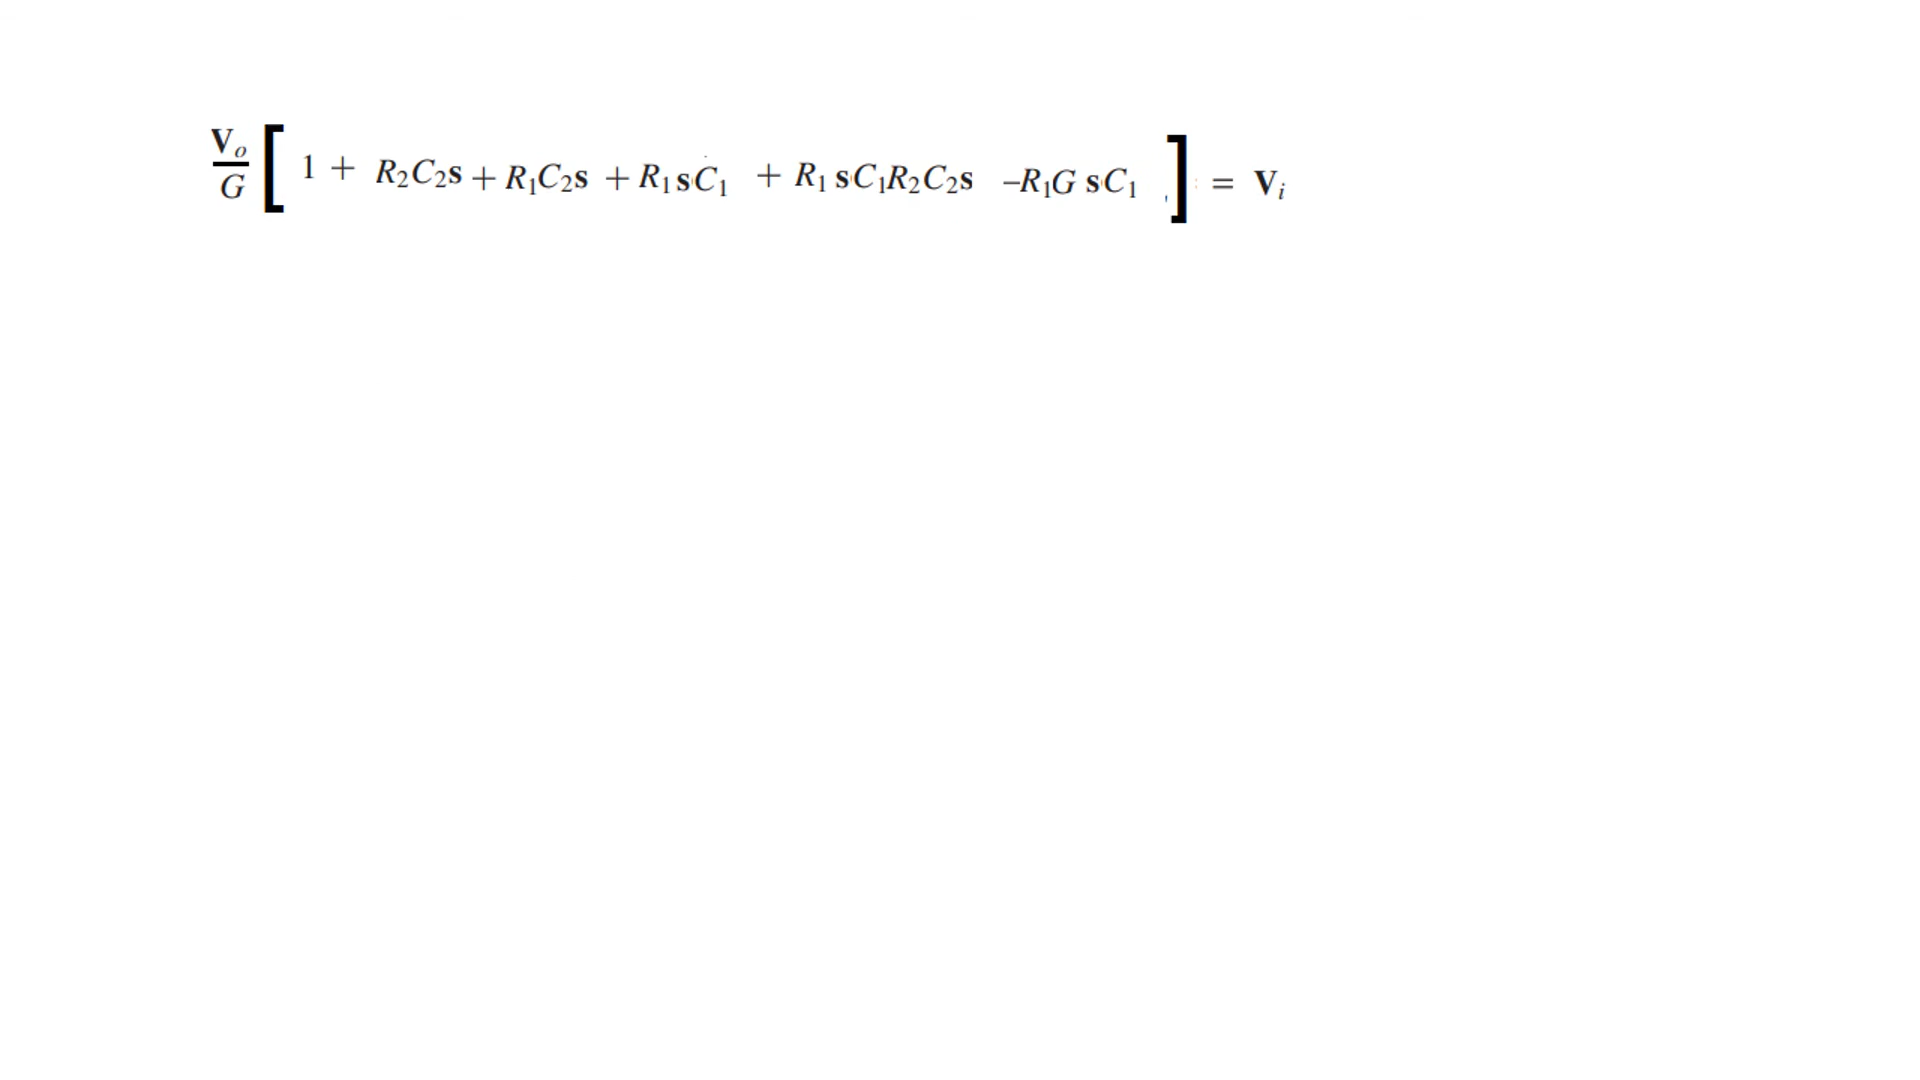 Vₒ/G [ 1 + R₂C₂s + R₁C₂s + R₁sC₁ + R₁sC₁R₂C₂s –R₁G sC₁ ] = Vᵢ